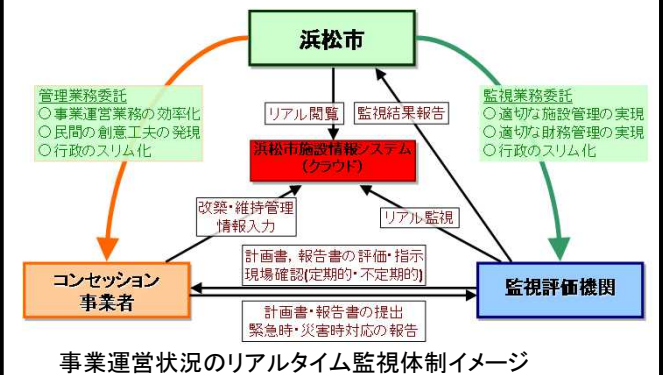 浜松市
管理業務委託
○事業運営業務の効率化
○民間の創意工夫の発現
○行政のスリム化
監視業務委託
○適切な施設管理の実現
○適切な財務管理の実現
○行政のスリム化
リアル閲覧
監視結果報告
浜松市施設情報システム
(クラウド)
改築・維持管理
情報入力
リアル監視
計画書，報告書の評価・指示
現場確認(定期的・不定期的)
コンセッション
事業者
監視評価機関
計画書・報告書の提出
緊急時・災害時対応の報告
事業運営状況のリアルタイム監視体制イメージ